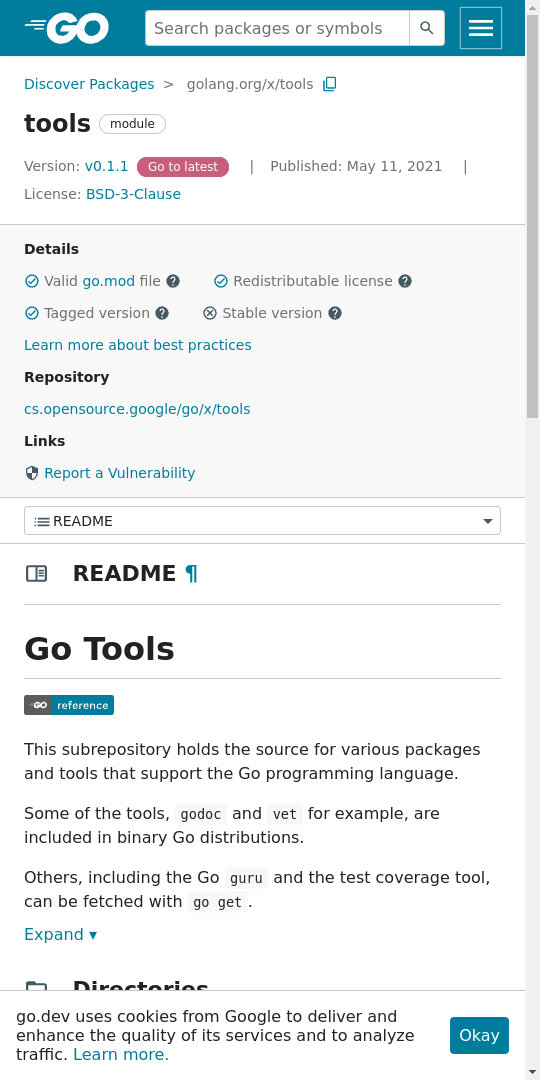 GO
Search packages or symbols
Discover Packages > golang.org/x/tools
tools module
Version: v0.1.1 Go to latest | Published: May 11, 2021 |
License: BSD-3-Clause
Details
Valid go.mod file ? Redistributable license ?
Tagged version ? Stable version ?
Learn more about best practices
Repository
cs.opensource.google/go/x/tools
Links
Report a Vulnerability
README
README ¶
Go Tools
GO reference
This subrepository holds the source for various packages
and tools that support the Go programming language.
Some of the tools, godoc and vet for example, are
included in binary Go distributions.
Others, including the Go guru and the test coverage tool,
can be fetched with go get.
Expand ▾
Directories
go.dev uses cookies from Google to deliver and
enhance the quality of its services and to analyze
traffic. Learn more.
Okay